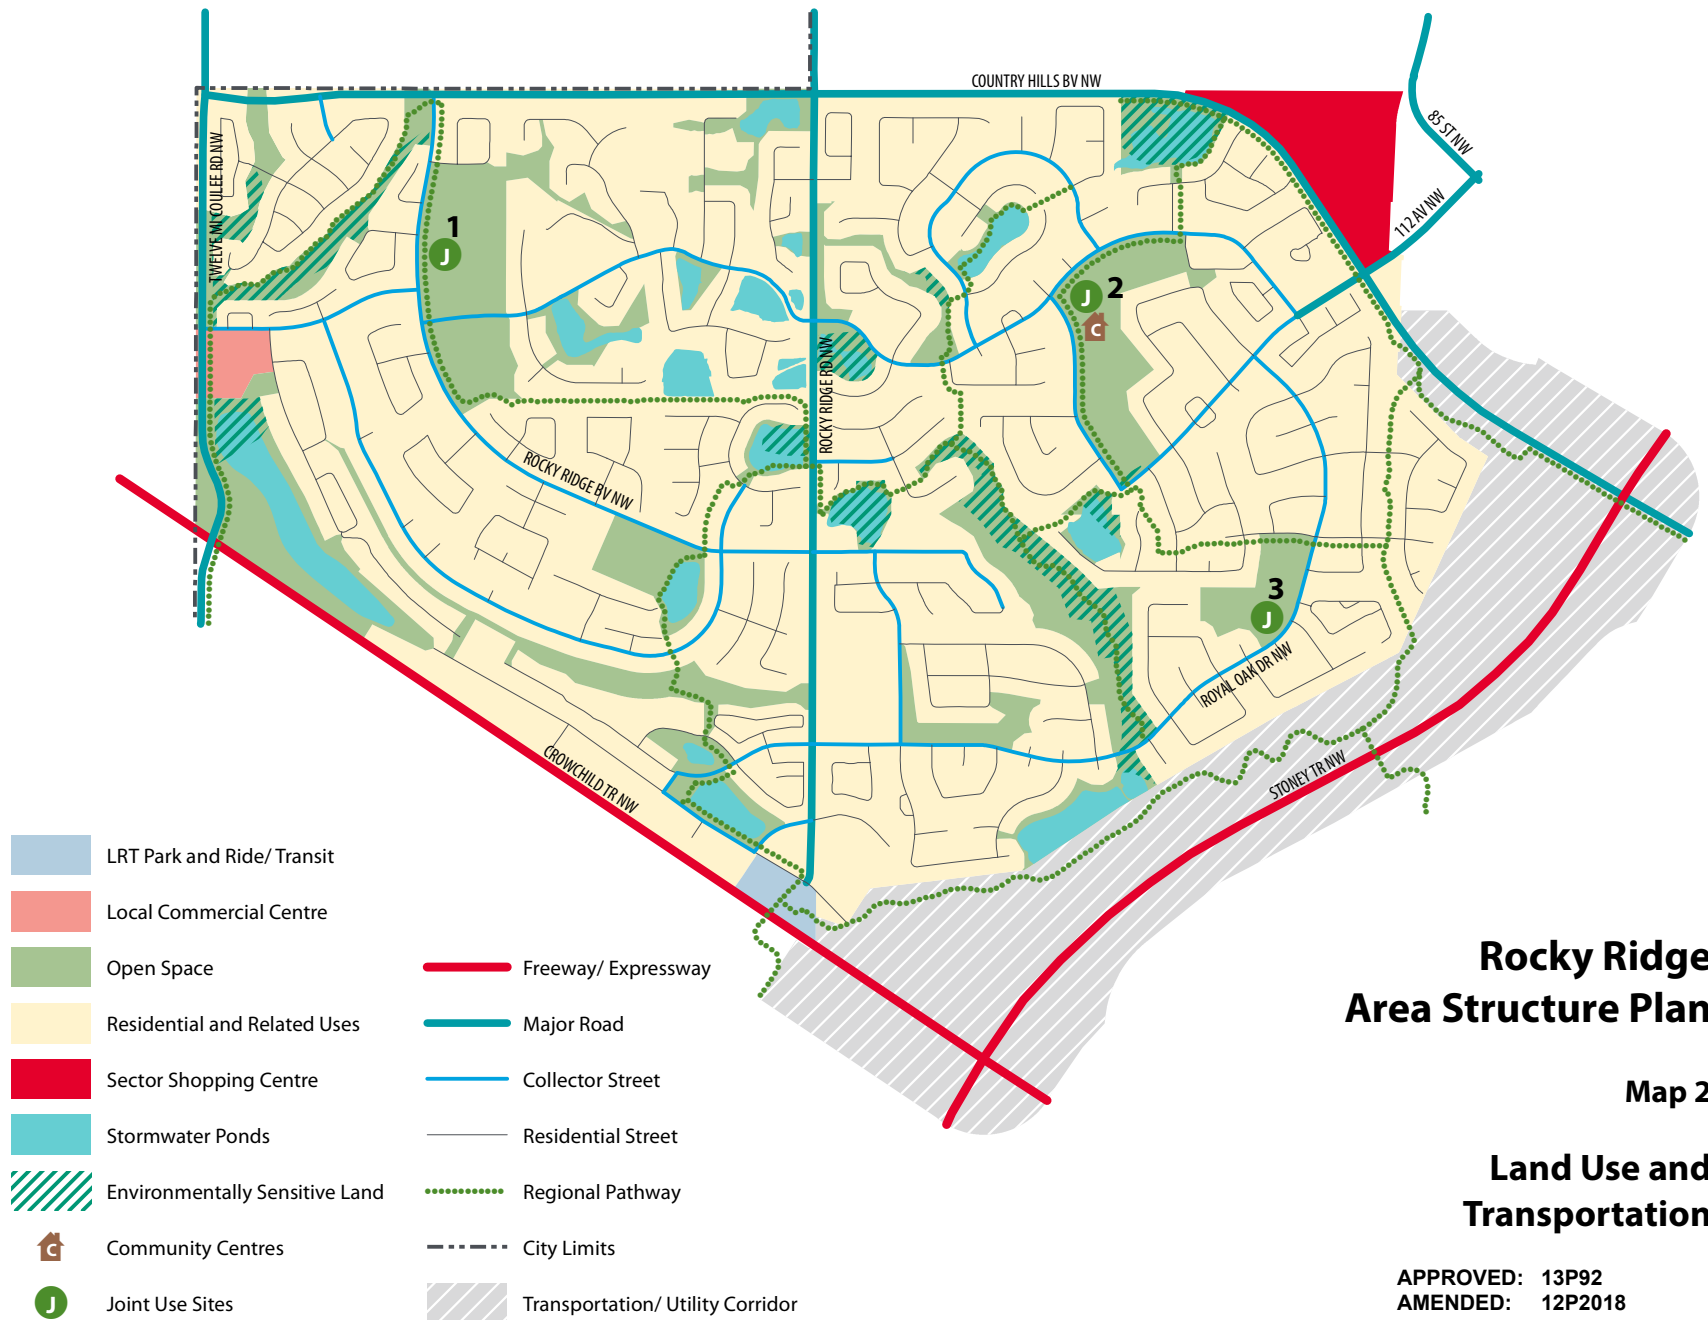 COUNTRY HILLS BV NW
85 ST NW
112 AV NW
TWELVE MI COULEE RD NW
1
J
J
2
C
ROCKY RIDGE RD NW
ROCKY RIDGE BV NW
3
J
ROYAL OAK DR NW
CROWCHILD TR NW
STONEY TR NW
LRT Park and Ride/ Transit
Local Commercial Centre
Open Space
Residential and Related Uses
Sector Shopping Centre
Stormwater Ponds
Environmentally Sensitive Land
C
Community Centres
J
Joint Use Sites
Freeway/ Expressway
Major Road
Collector Street
Residential Street
Regional Pathway
City Limits
Transportation/ Utility Corridor
Rocky Ridge
Area Structure Plan
Map 2
Land Use and
Transportation
APPROVED: 13P92
AMENDED: 12P2018